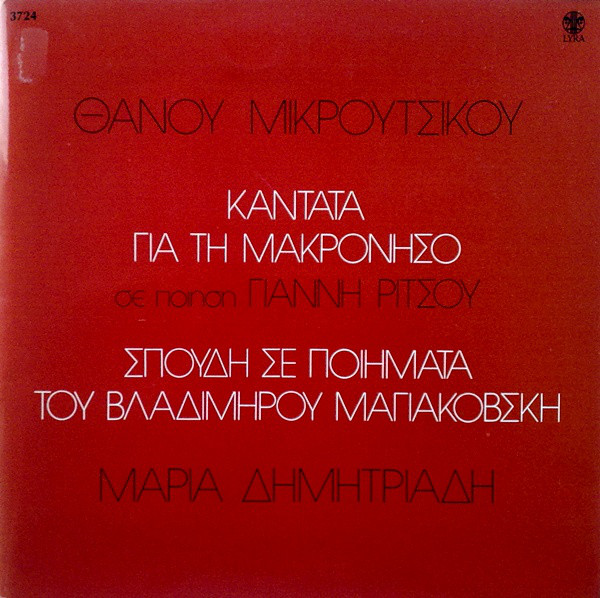 3724
LYRA
ΘΑΝΟΥ ΜΙΚΡΟΥΤΣΙΚΟΥ
ΚΑΝΤΑΤΑ
ΓΙΑ ΤΗ ΜΑΚΡΟΝΗΣΟ
σε ποιηση ΓΙΑΝΝΗ ΡΙΤΣΟΥ
ΣΠΟΥΔΗ ΣΕ ΠΟΙΗΜΑΤΑ
ΤΟΥ ΒΛΑΔΙΜΗΡΟΥ ΜΑΓΙΑΚΟΒΣΚΗ
ΜΑΡΙΑ ΔΗΜΗΤΡΙΑΔΗ